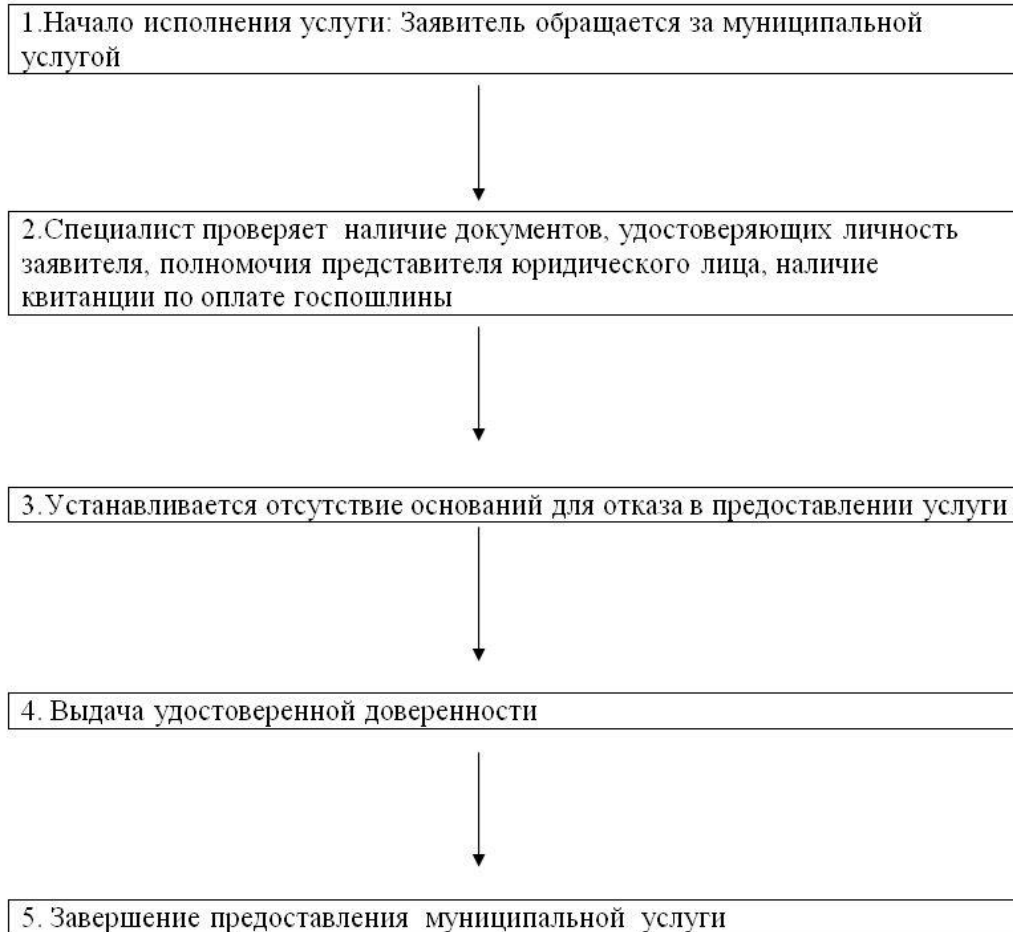 1.Начало исполнения услуги: Заявитель обращается за муниципальной
услугой
2.Специалист проверяет наличие документов, удостоверяющих личность
заявителя, полномочия представителя юридического лица, наличие
квитанции по оплате госпошлины
3.Устанавливается отсутствие оснований для отказа в предоставлении услуги
4. Выдача удостоверенной доверенности
5. Завершение предоставления муниципальной услуги